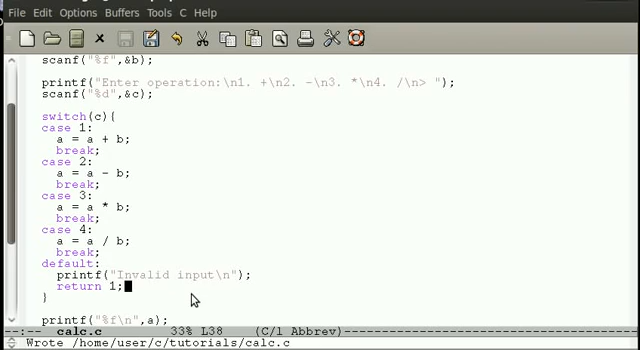 File Edit Options Buffers Tools C Help
scanf("%f",&b);
printf("Enter operation:\n1. +\n2. -\n3. *\n4. /\n> ");
scanf("%d",&c);
switch(c){
case 1:
a = a + b;
break;
case 2:
a = a - b;
break;
case 3:
a = a * b;
break;
case 4:
a = a / b;
break;
default:
printf("Invalid input\n");
return 1;
}
printf("%f\n",a);
--:-- calc.c 33% L38 (C/1 Abbrev)
Wrote /home/user/c/tutorials/calc.c